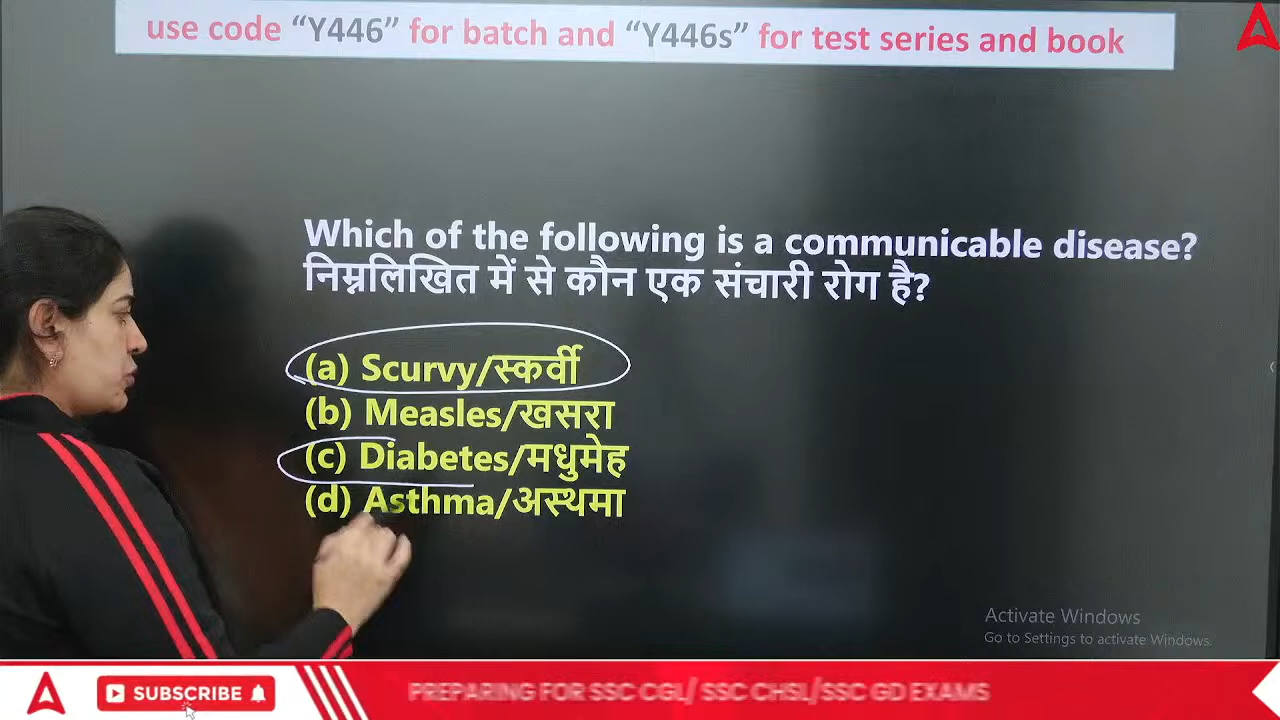 use code “Y446” for batch and “Y446s” for test series and book
Which of the following is a communicable disease?
निम्नलिखित में से कौन एक संचारी रोग है?
(a) Scurvy/स्कर्वी
(b) Measles/खसरा
(c) Diabetes/मधुमेह
(d) Asthma/अस्थमा
Activate Windows
Go to Settings to activate Windows.
SUBSCRIBE
PREPARING FOR SSC CGL/ SSC CHSL/SSC GD EXAMS